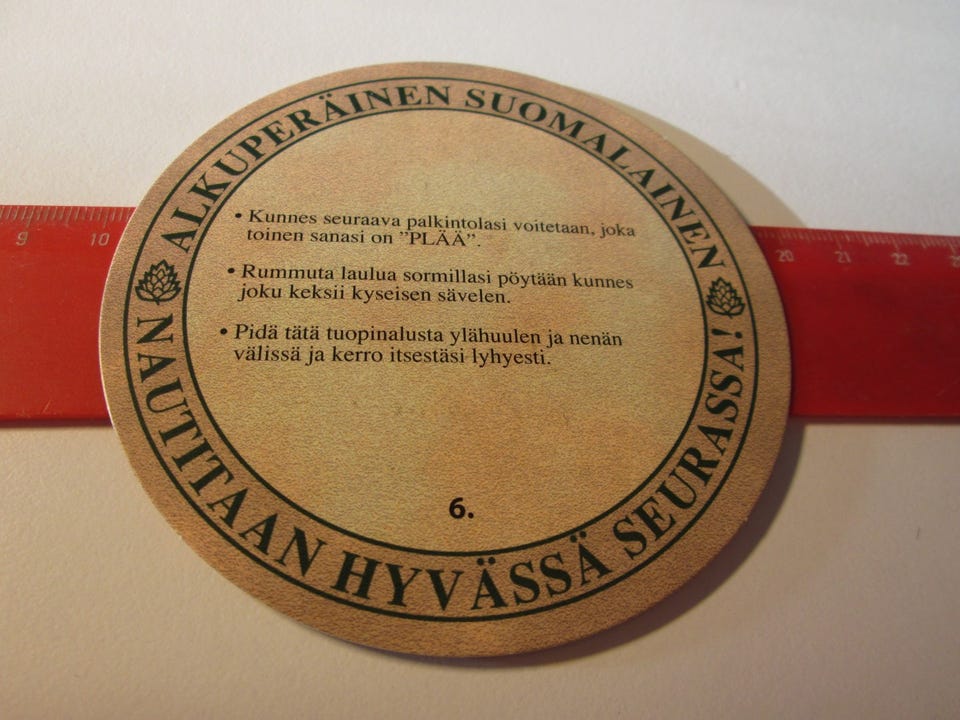 ALKUPERÄINEN SUOMALAINEN
• Kunnes seuraava palkintolasi voitetaan, joka
toinen sanasi on ”PLÄÄ”.
• Rummuta laulua sormillasi pöytään kunnes
joku keksii kyseisen sävelen.
• Pidä tätä tuopinalusta ylähuulen ja nenän
välissä ja kerro itsestäsi lyhyesti.
6.
NAUTITAAN HYVÄSSÄ SEURASSA!
9 10
20 21 22